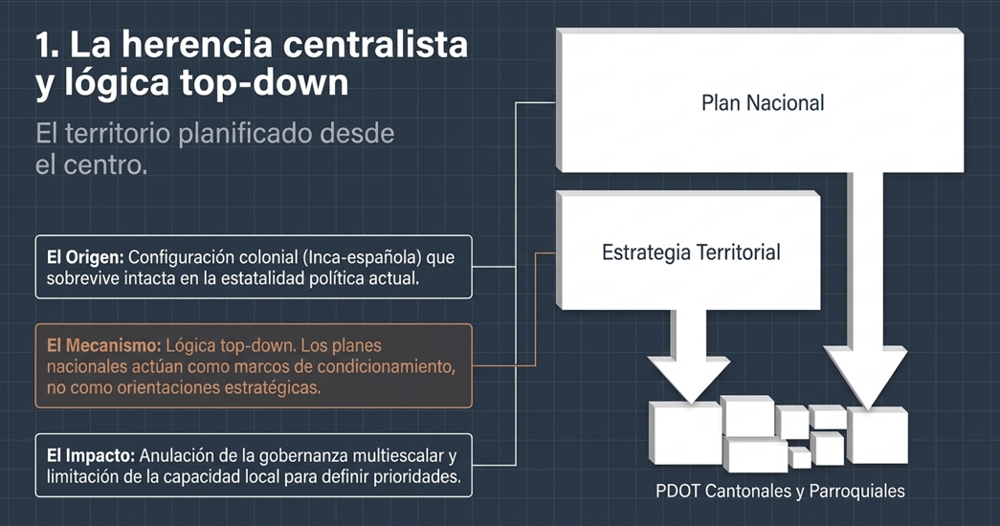 1. La herencia centralista
y lógica top-down
El territorio planificado desde
el centro.
El Origen: Configuración colonial (Inca-española) que
sobrevive intacta en la estatalidad política actual.
El Mecanismo: Lógica top-down. Los planes
nacionales actúan como marcos de condicionamiento,
no como orientaciones estratégicas.
El Impacto: Anulación de la gobernanza multiescalar y
limitación de la capacidad local para definir prioridades.
Plan Nacional
Estrategia Territorial
PDOT Cantonales y Parroquiales